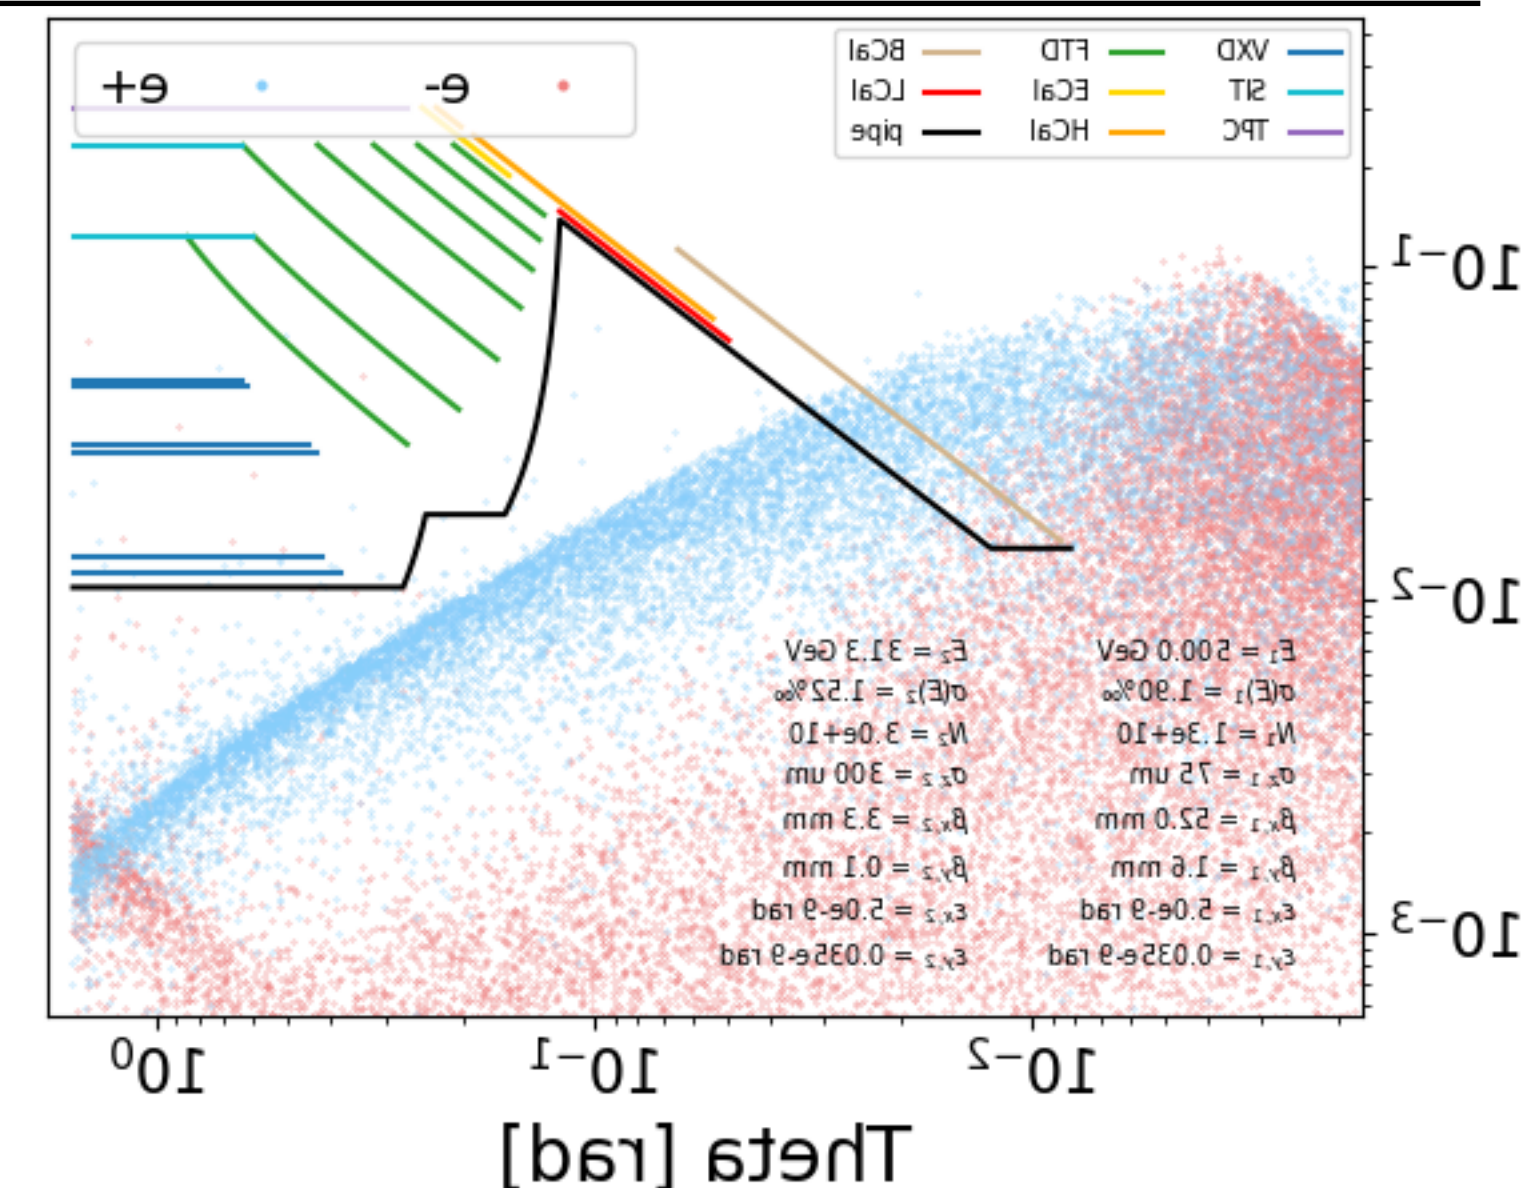 VXD FTD BCal
SIT ECal LCal
TPC HCal pipe
e- e+
10⁻¹
10⁻²
10⁻³
E₁ = 500.0 GeV E₂ = 31.3 GeV
σ(E)₁ = 1.90‰ σ(E)₂ = 1.52‰
N₁ = 1.3e+10 N₂ = 3.0e+10
σz,1 = 75 um σz,2 = 300 um
βx,1 = 52.0 mm βx,2 = 3.3 mm
βy,1 = 1.6 mm βy,2 = 0.1 mm
εx,1 = 5.0e-9 rad εx,2 = 5.0e-9 rad
εy,1 = 0.035e-9 rad εy,2 = 0.035e-9 rad
10⁻² 10⁻¹ 10⁰
Theta [rad]